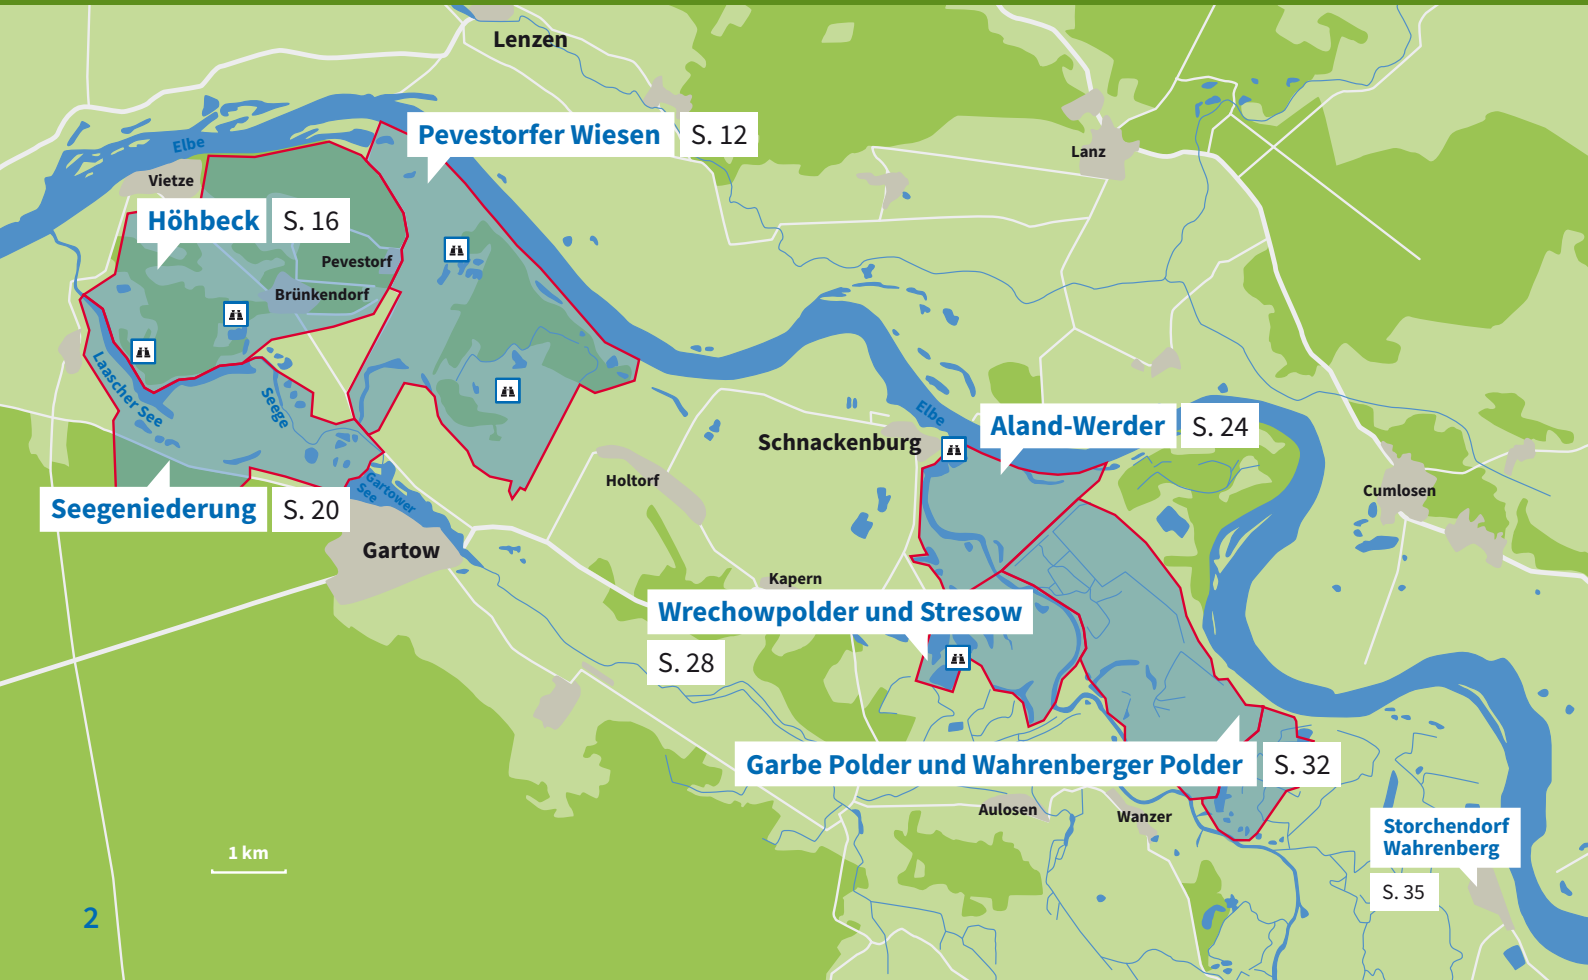 Lenzen
Pevestorfer Wiesen
S. 12
Elbe
Lanz
Vietze
Höhbeck
S. 16
Pevestorf
Brünkendorf
Laascher See
Seege
Elbe
Aland-Werder
S. 24
Schnackenburg
Holtorf
Cumlosen
Seegeniederung
S. 20
Gartower
See
Gartow
Kapern
Wrechowpolder und Stresow
S. 28
Garbe Polder und Wahrenberger Polder
S. 32
Aulosen
Wanzer
Storchendorf
Wahrenberg
S. 35
1 km
2